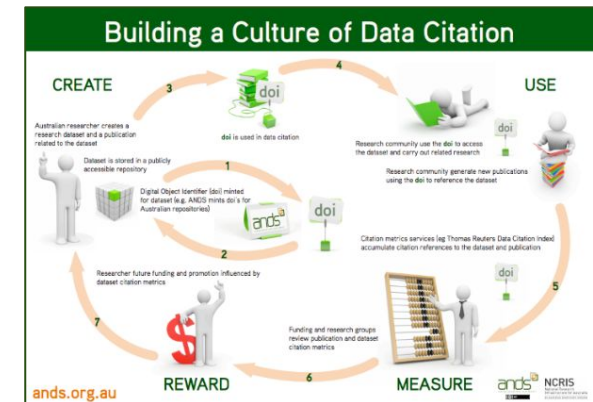 Building a Culture of Data Citation
CREATE
3
4
USE
doi
doi is used in data citation
doi
Australian researcher creates a
research dataset and a publication
related to the dataset
Research community use the doi to access
the dataset and carry out related research
Dataset is stored in a publicly
accessible repository
1
Research community generate new publications
using the doi to reference the dataset
Digital Object Identifier (doi) minted
for dataset (e.g. ANDS mints doi's for
Australian repositories)
ands
doi
2
Citation metrics services (eg Thomas Reuters Data Citation Index)
accumulate citation references to the dataset and publication
doi
Researcher future funding and promotion influenced by
dataset citation metrics
5
7
Funding and research groups
review publication and dataset
citation metrics
6
REWARD
MEASURE
ands.org.au
ands
NCRIS